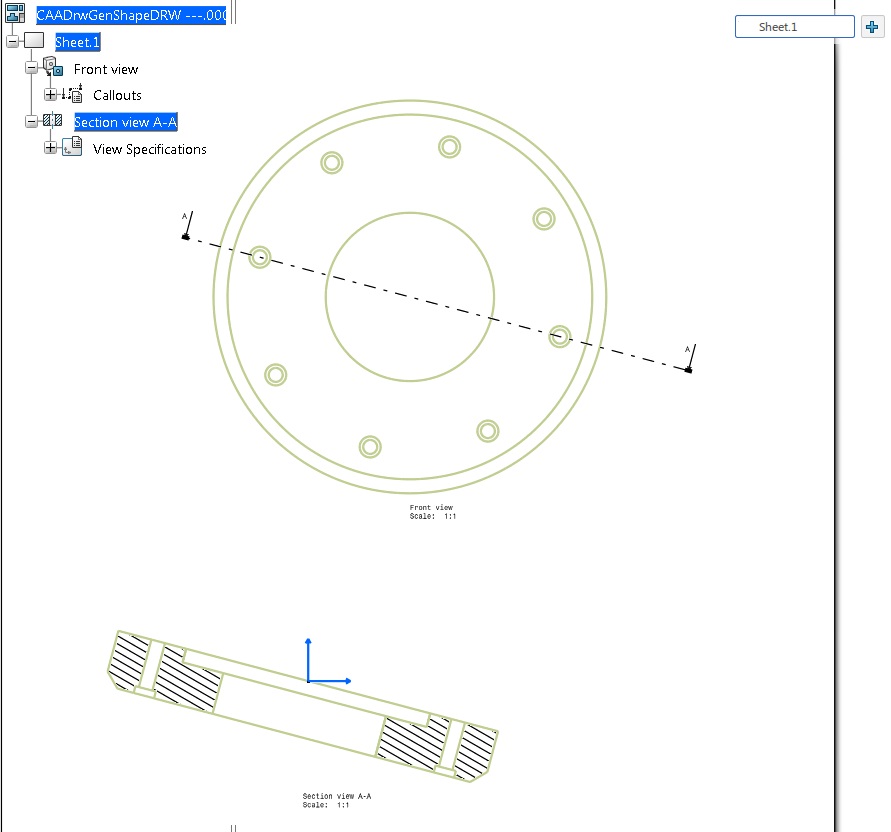 CAADrwGenShapeDRW ---.000
Sheet.1
Sheet.1
Front view
Callouts
Section view A-A
View Specifications
A
A
Front view
Scale: 1:1
Section view A-A
Scale: 1:1